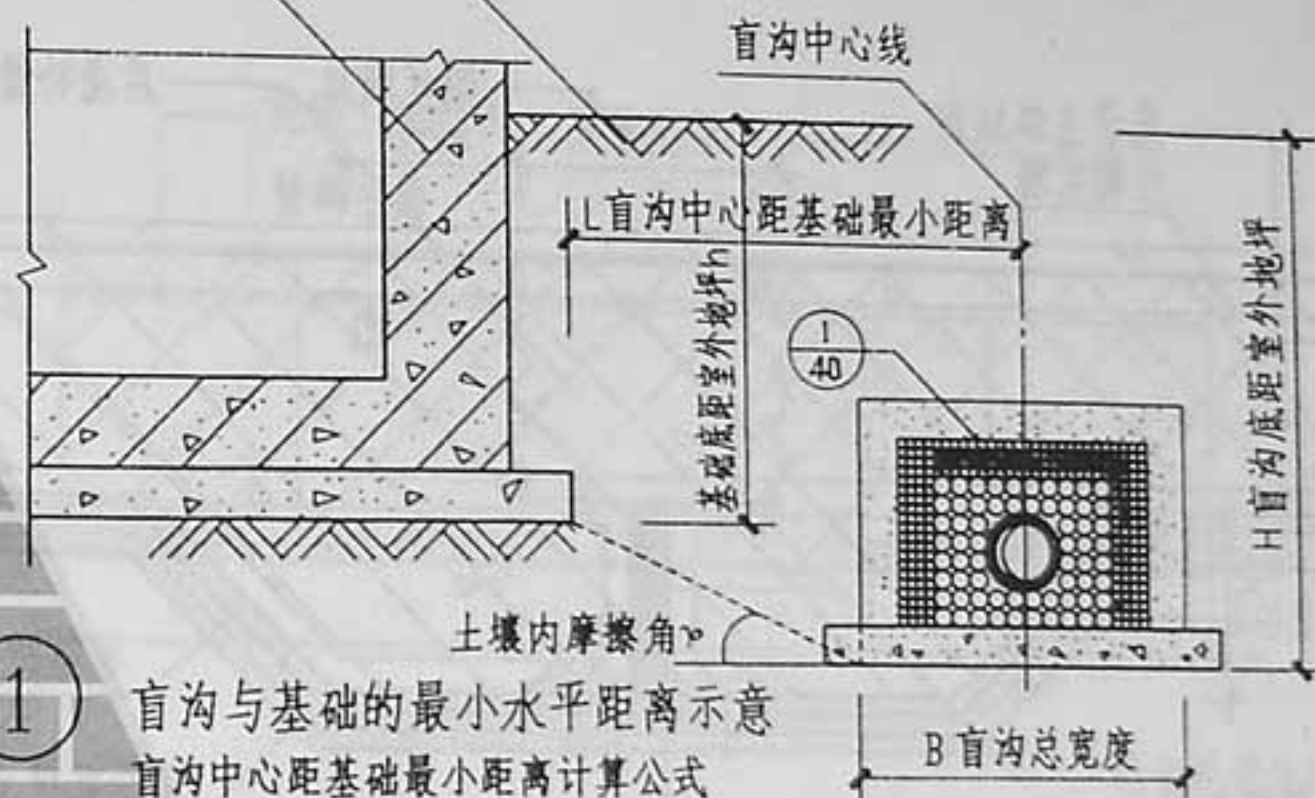 盲沟中心线
L盲沟中心距基础最小距离
基础底距室外地坪h
1
40
H盲沟底距室外地坪
土壤内摩擦角
B盲沟总宽度
1
盲沟与基础的最小水平距离示意
盲沟中心距基础最小距离计算公式